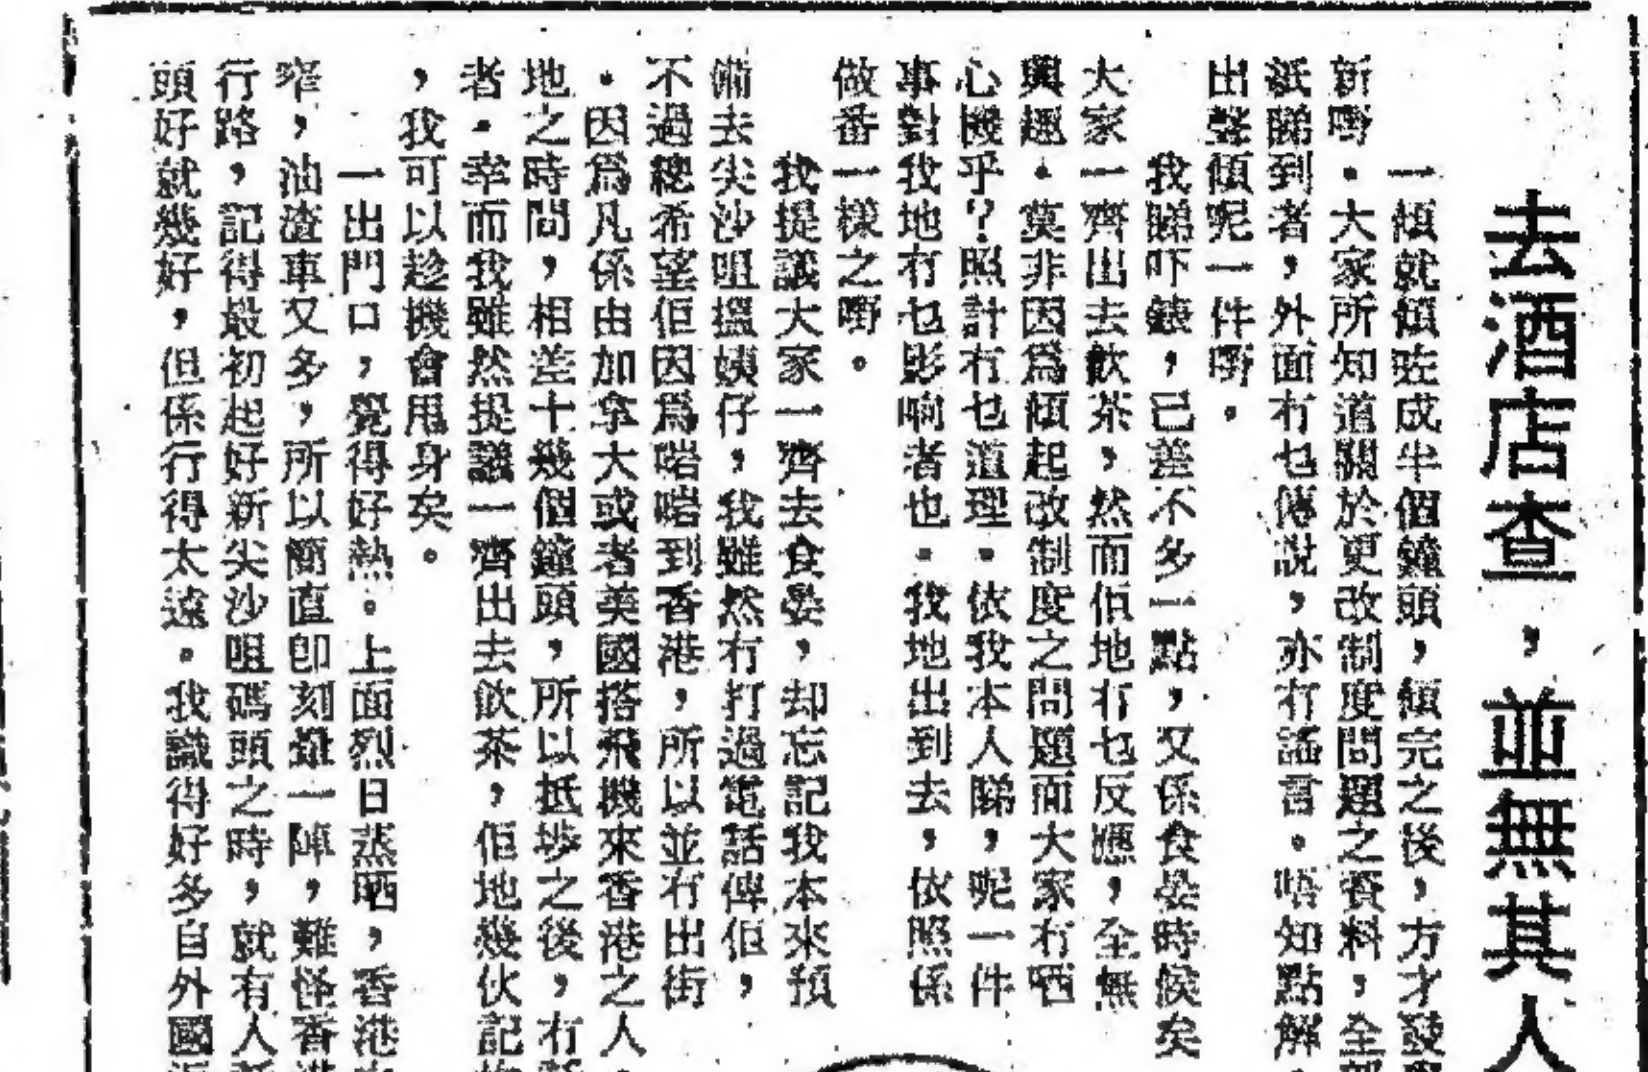 去酒店查，並無其人
一傾就傾咗成半個鐘頭，傾完之後，方才發
新嘢。大家所知道關於更改制度問題之資料，全部
祇睇到者，外面冇乜傳說，亦冇謠言。唔知點解，
出聲傾呢一件嘢。
我睇吓錶，已差不多一點，又係食晏時候矣
大家一齊出去飲茶，然而佢地冇乜反應，全無
興趣。莫非因爲傾起改制度之問題而大家冇晒
心機乎？照計冇乜道理。依我本人睇，呢一件
事對我地冇乜影响者也。我地出到去，依照係
做番一樣之嘢。
我提議大家一齊去食晏，却忘記我本來預
備去尖沙咀搵姨仔，我雖然冇打過電話俾佢，
不過總希望佢因爲啱啱到香港，所以並冇出街
。因爲凡係由加拿大或者英國搭飛機來香港之人，
地之時間，相差十幾個鐘頭，所以抵埗之後，冇
者。幸而我雖然提議一齊出去飲茶，佢地幾伙記
，我可以趁機會甩身矣。
一出門口，覺得好熱。上面烈日蒸晒，香港
窄，油渣車又多，所以簡直即刻暈一陣，難怪香港
行路，記得最初起好新尖沙咀碼頭之時，就有人
頭好就幾好，但係行得太遠。我識得好多自外國返